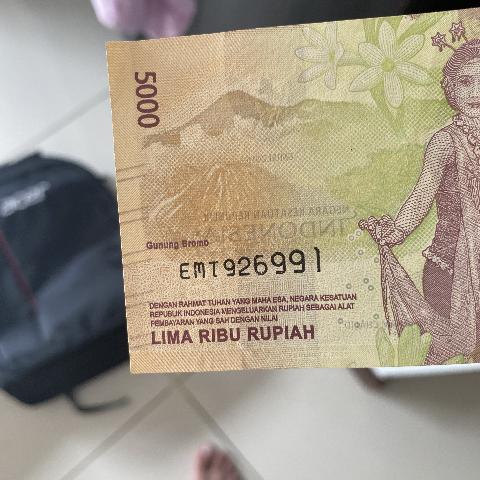 5000
Gunung Bromo
EMT926991
DENGAN RAHMAT TUHAN YANG MAHA ESA, NEGARA KESATUAN
REPUBLIK INDONESIA MENGELUARKAN RUPIAH SEBAGAI ALAT
PEMBAYARAN YANG SAH DENGAN NILAI
LIMA RIBU RUPIAH